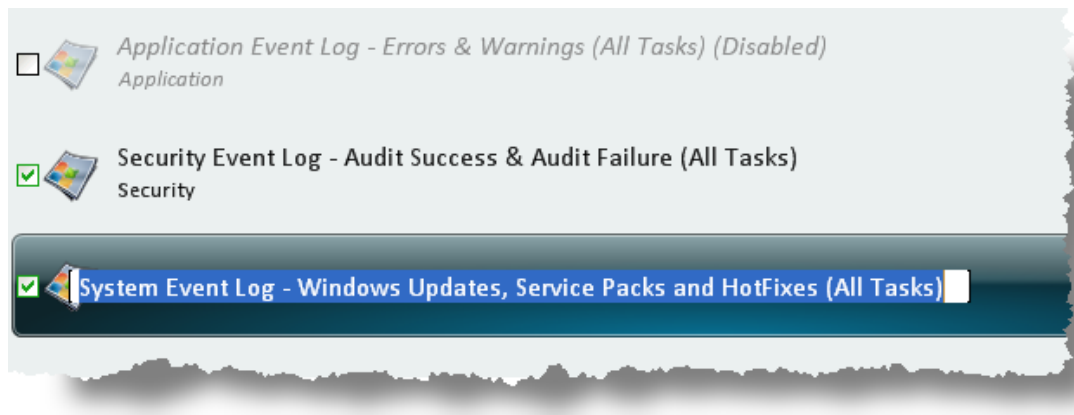 Application Event Log - Errors & Warnings (All Tasks) (Disabled)
Application
Security Event Log - Audit Success & Audit Failure (All Tasks)
Security
System Event Log - Windows Updates, Service Packs and HotFixes (All Tasks)